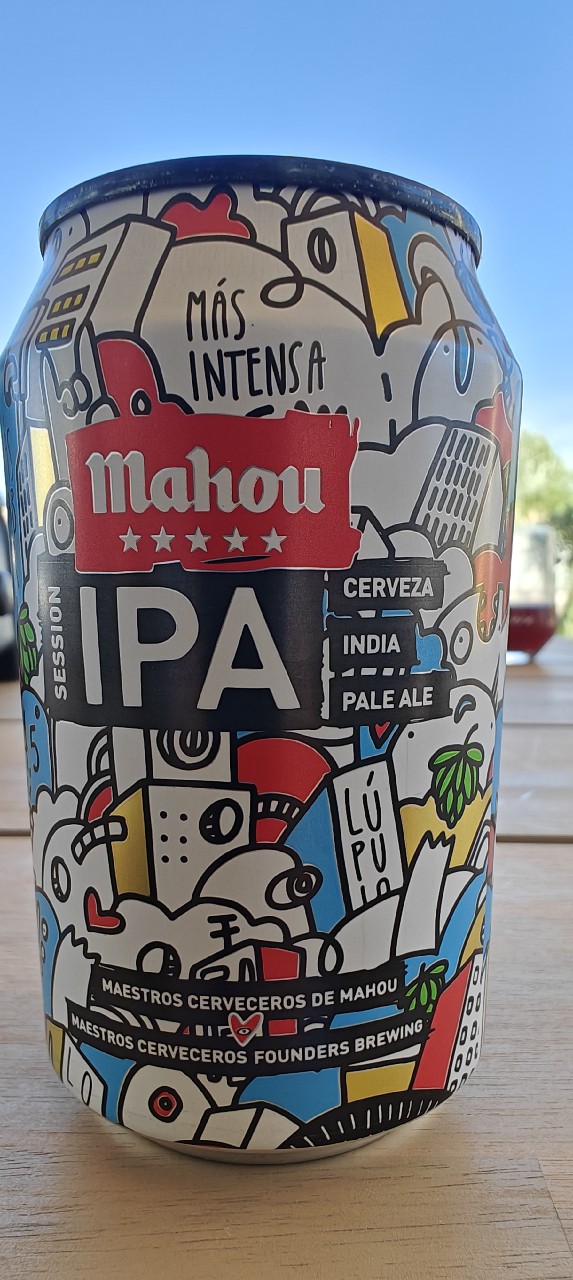 MÁS
INTENSA
Mahou
SESSION
IPA
CERVEZA
INDIA
PALE ALE
LÚ
PU
LO
MAESTROS CERVECEROS DE MAHOU
MAESTROS CERVECEROS FOUNDERS BREWING